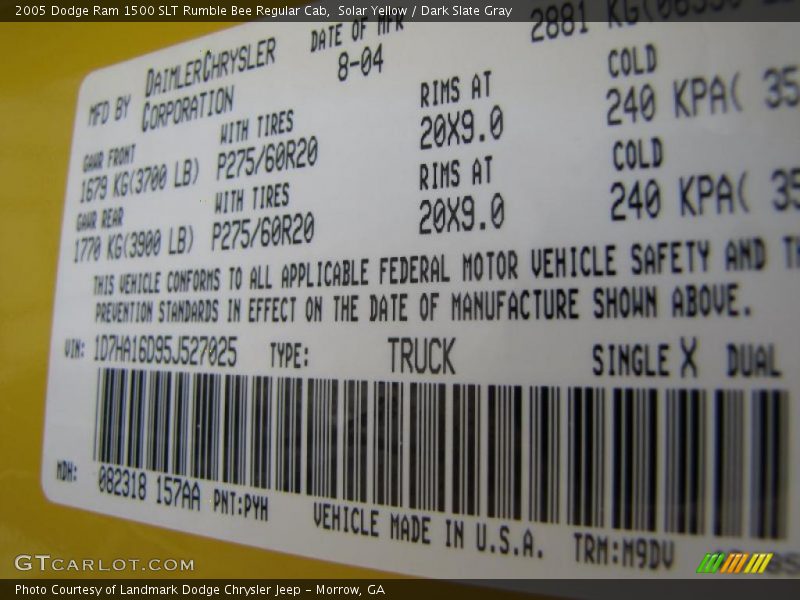 2005 Dodge Ram 1500 SLT Rumble Bee Regular Cab, Solar Yellow / Dark Slate Gray
MFD BY DAIMLERCHRYSLER CORPORATION
DATE OF MFR
8-04
2881 KG(
GAWR FRONT
1679 KG(3700 LB)
WITH TIRES
P275/60R20
RIMS AT
20X9.0
COLD
240 KPA( 35
GAWR REAR
1770 KG(3900 LB)
WITH TIRES
P275/60R20
RIMS AT
20X9.0
COLD
240 KPA( 35
THIS VEHICLE CONFORMS TO ALL APPLICABLE FEDERAL MOTOR VEHICLE SAFETY AND TH
PREVENTION STANDARDS IN EFFECT ON THE DATE OF MANUFACTURE SHOWN ABOVE.
VIN: 1D7HA16D95J527025 TYPE: TRUCK SINGLE X DUAL
MDH: 082318 157AA PNT:PYH VEHICLE MADE IN U.S.A. TRM:M9DV
GTCARLOT.COM
Photo Courtesy of Landmark Dodge Chrysler Jeep - Morrow, GA